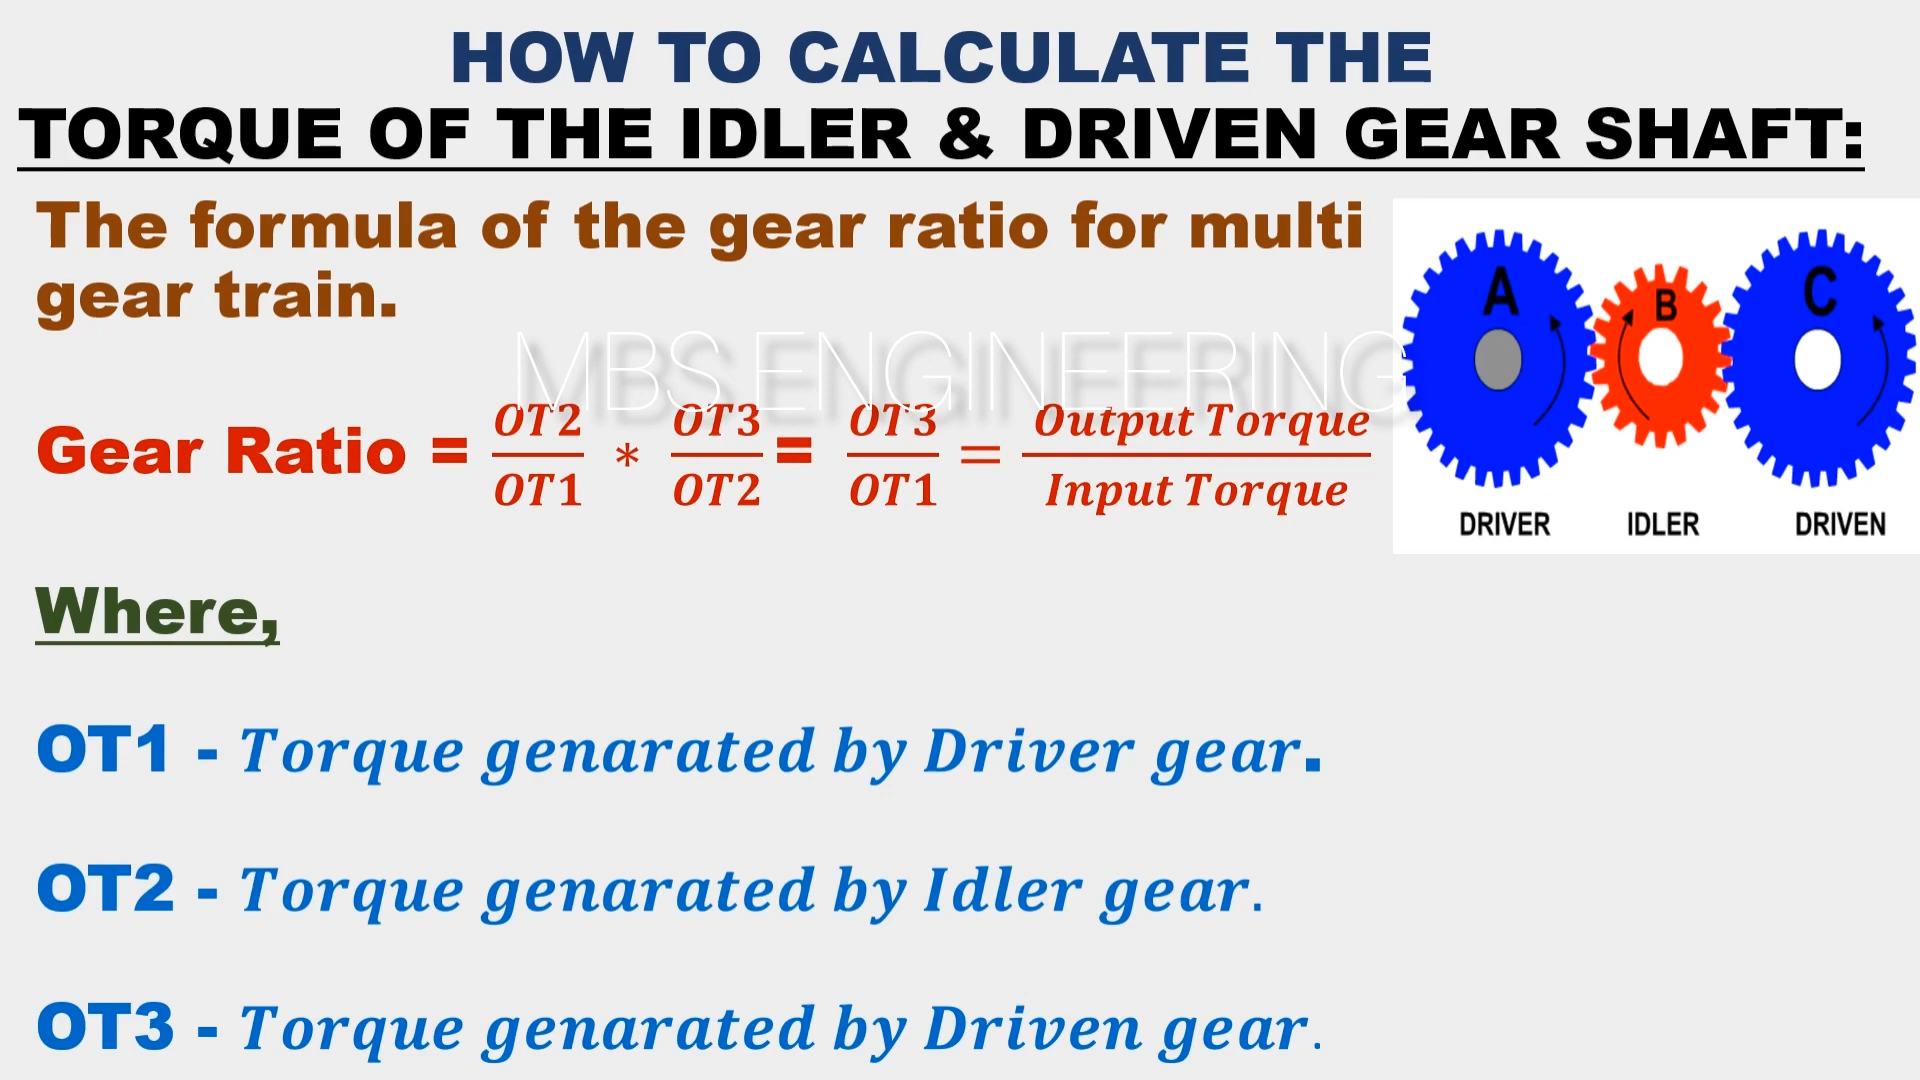 HOW TO CALCULATE THE
TORQUE OF THE IDLER & DRIVEN GEAR SHAFT:
The formula of the gear ratio for multi
gear train.
MBS ENGINEERING
Gear Ratio = OT2/OT1 * OT3/OT2 = OT3/OT1 = Output Torque/Input Torque
A
B
C
DRIVER IDLER DRIVEN
Where,
OT1 - Torque genarated by Driver gear.
OT2 - Torque genarated by Idler gear.
OT3 - Torque genarated by Driven gear.